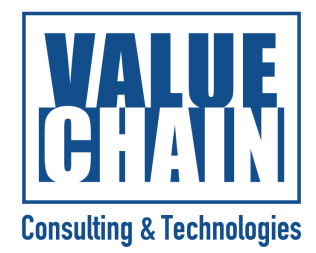 VALUE
CHAIN
Consulting & Technologies